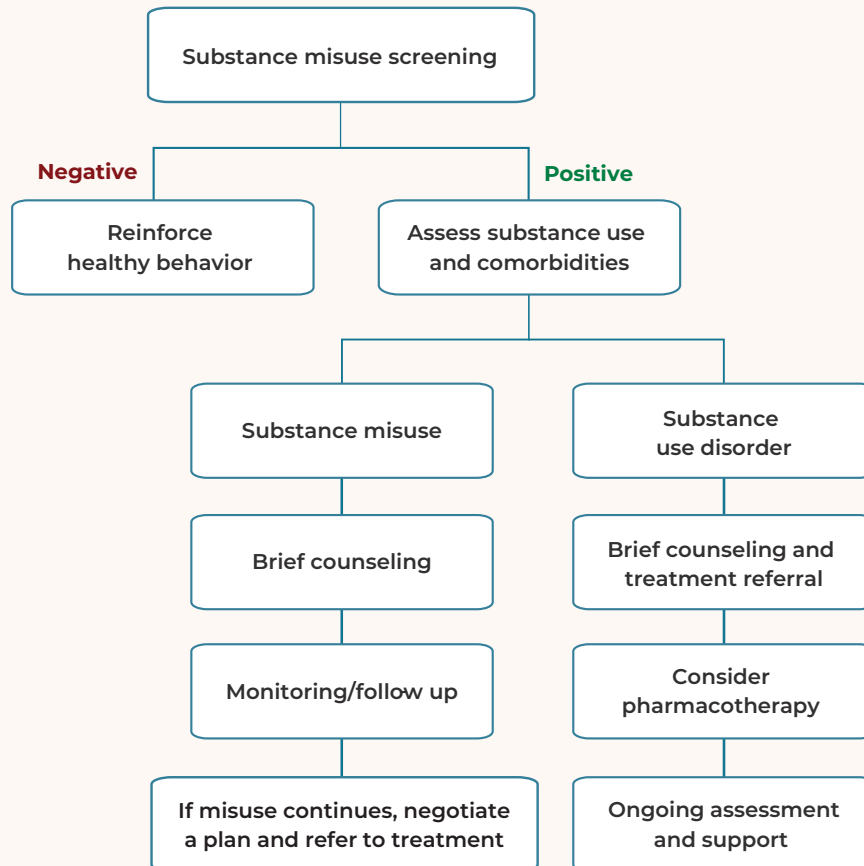 Substance misuse screening
Negative
Positive
Reinforce
healthy behavior
Assess substance use
and comorbidities
Substance misuse
Substance
use disorder
Brief counseling
Brief counseling and
treatment referral
Monitoring/follow-up
Consider
pharmacotherapy
If misuse continues, negotiate
a plan and refer to treatment
Ongoing assessment
and support